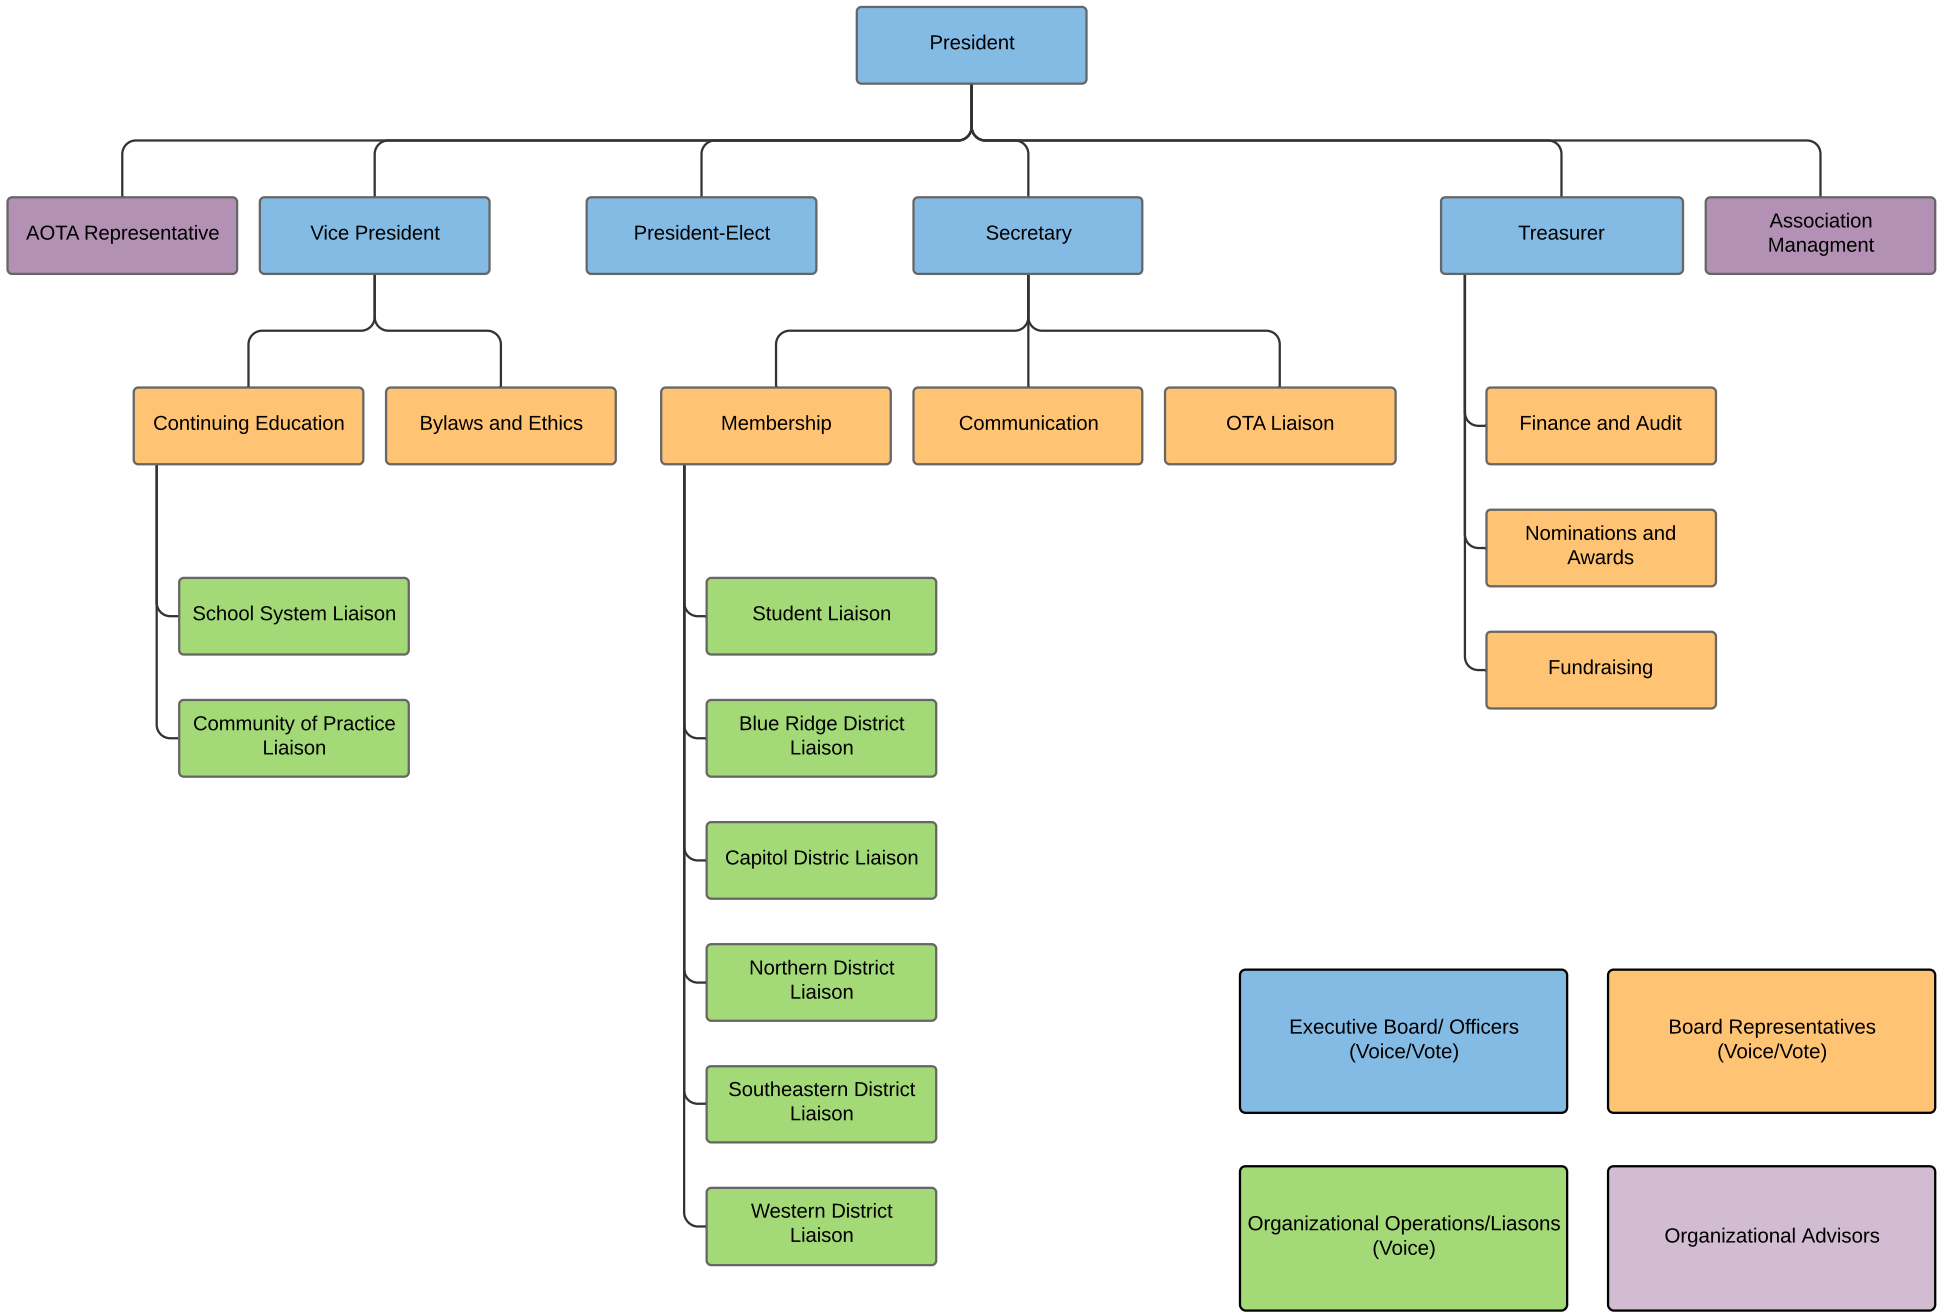 President
AOTA Representative
Vice President
President-Elect
Secretary
Treasurer
Association
Managment
Continuing Education
Bylaws and Ethics
Membership
Communication
OTA Liaison
Finance and Audit
Nominations and
Awards
School System Liaison
Student Liaison
Fundraising
Community of Practice
Liaison
Blue Ridge District
Liaison
Capitol Distric Liaison
Northern District
Liaison
Southeastern District
Liaison
Western District
Liaison
Executive Board/ Officers
(Voice/Vote)
Board Representatives
(Voice/Vote)
Organizational Operations/Liasons
(Voice)
Organizational Advisors